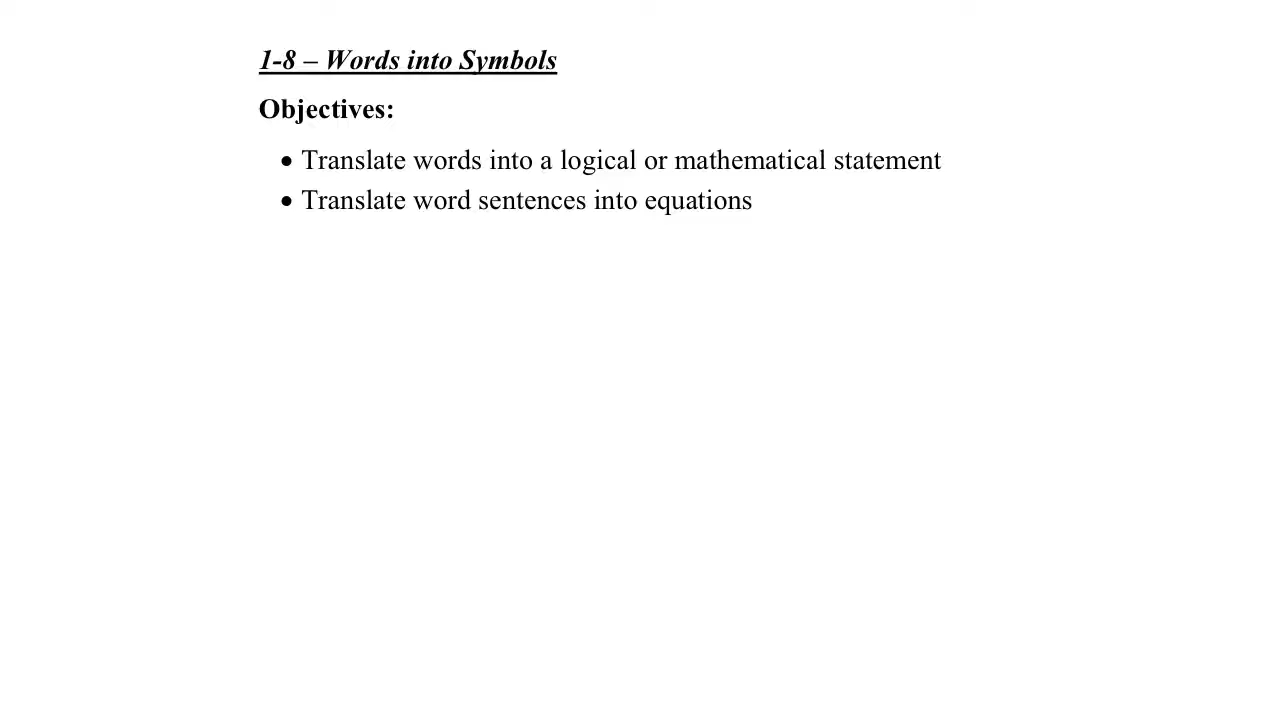 1-8 – Words into Symbols
Objectives:
• Translate words into a logical or mathematical statement
• Translate word sentences into equations